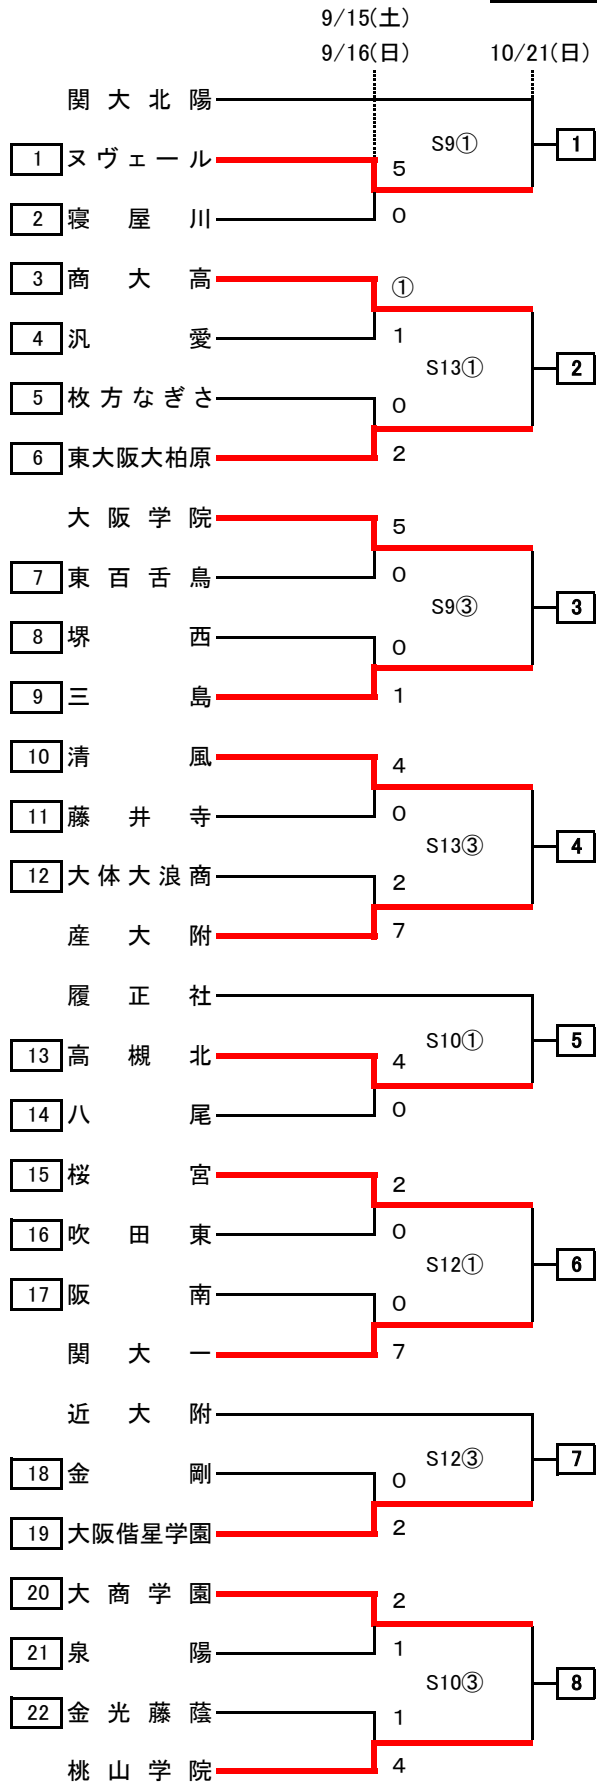 9/15(土)
9/16(日) 10/21(日)
関大北陽
S9① 1
1 ヌヴェール
5
2 寝屋川 0
3 商大高
①
4 汎愛 1
S13① 2
5 枚方なぎさ 0
6 東大阪大柏原 2
大阪学院 5
7 東百舌鳥 0
S9③ 3
8 堺西 0
9 三島 1
10 清風 4
11 藤井寺 0
S13③ 4
12 大体大浪商 2
産大附 7
履正社
S10① 5
13 高槻北 4
14 八尾 0
15 桜宮 2
16 吹田東 0
S12① 6
17 阪南 0
関大一 7
近大附
S12③ 7
18 金剛 0
19 大阪偕星学園 2
20 大商学園 2
21 泉陽 1
S10③ 8
22 金光藤蔭 1
桃山学院 4